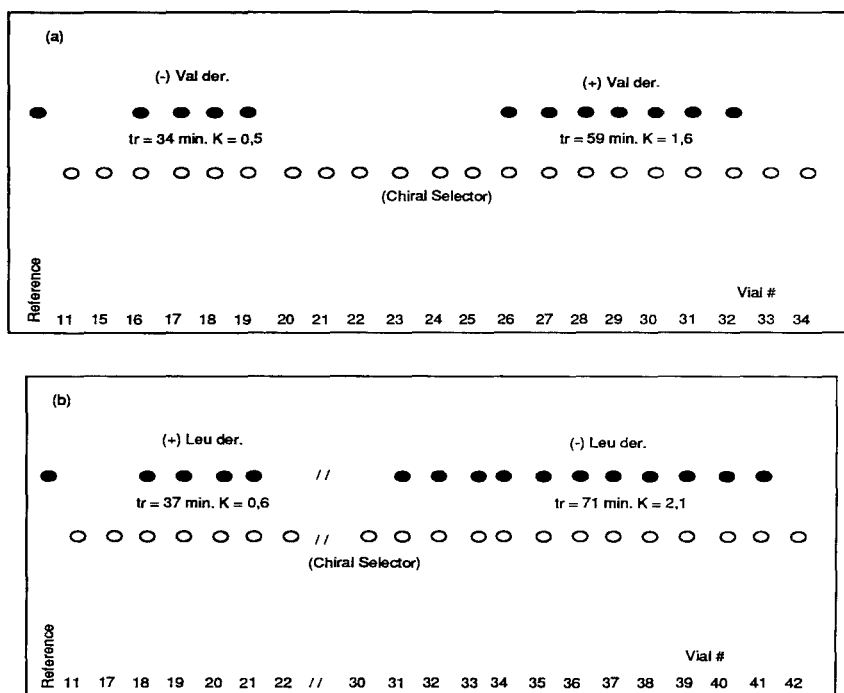 (a)
(-) Val der.
(+) Val der.
tr = 34 min. K = 0,5
tr = 59 min. K = 1,6
(Chiral Selector)
Reference
Vial #
11 15 16 17 18 19 20 21 22 23 24 25 26 27 28 29 30 31 32 33 34
(b)
(+) Leu der.
(-) Leu der.
//
tr = 37 min. K = 0,6
tr = 71 min. K = 2,1
//
(Chiral Selector)
Reference
Vial #
11 17 18 19 20 21 22 // 30 31 32 33 34 35 36 37 38 39 40 41 42